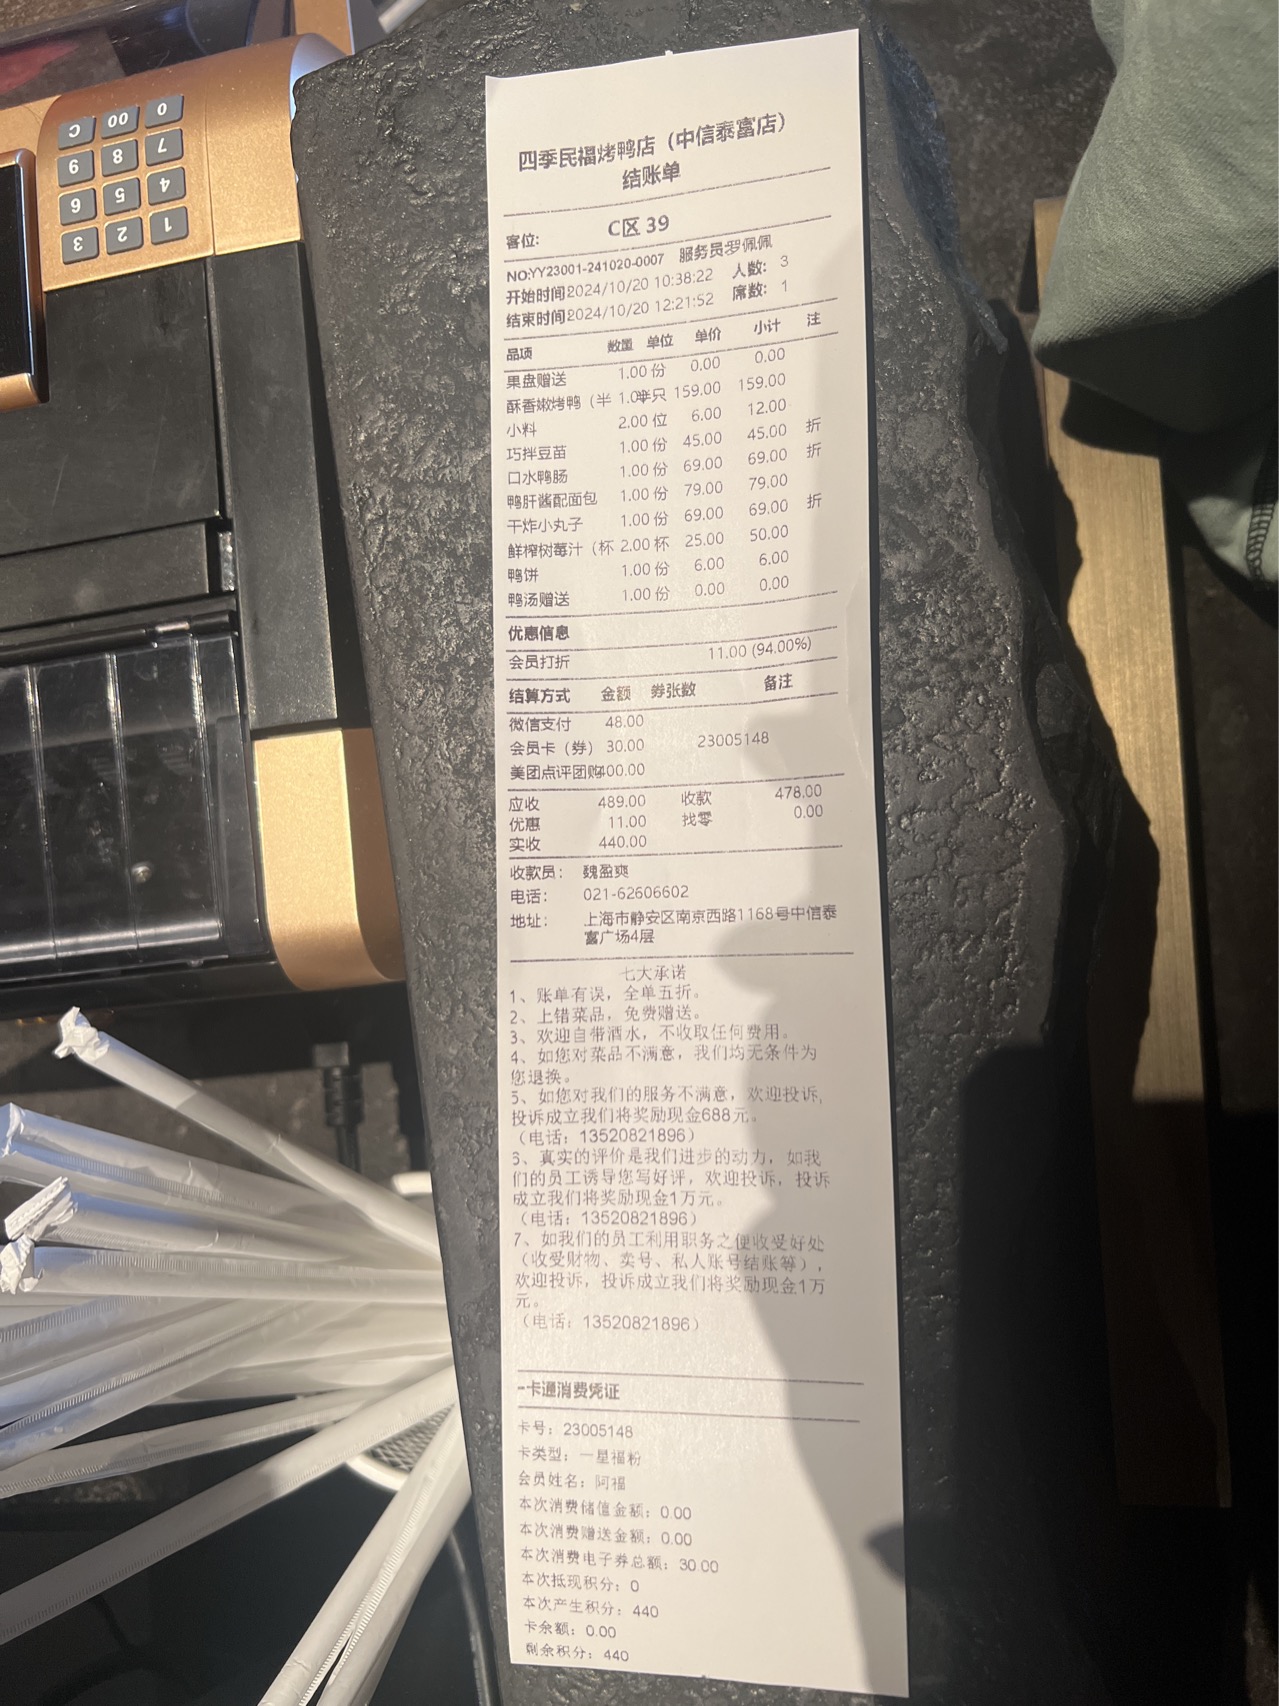 四季民福烤鸭店（中信泰富店）
结账单
客位： C区 39
NO:YY23001-241020-0007 服务员罗佩佩
开始时间2024/10/20 10:38:22 人数： 3
结束时间2024/10/20 12:21:52 席数： 1
品项 数量 单位 单价 小计 注
果盘赠送 1.00 份 0.00 0.00
酥香嫩烤鸭（半 1.00半只 159.00 159.00
小料 2.00 位 6.00 12.00
巧拌豆苗 1.00 份 45.00 45.00 折
口水鸭肠 1.00 份 69.00 69.00 折
鸭肝酱配面包 1.00 份 79.00 79.00
干炸小丸子 1.00 份 69.00 69.00 折
鲜榨树莓汁（杯 2.00 杯 25.00 50.00
鸭饼 1.00 份 6.00 6.00
鸭汤赠送 1.00 份 0.00 0.00
优惠信息
会员打折 11.00 (94.00%)
结算方式 金额 券张数 备注
微信支付 48.00
会员卡（券） 30.00 23005148
美团点评团购400.00
应收 489.00 收款 478.00
优惠 11.00 找零 0.00
实收 440.00
收款员： 魏盈爽
电话： 021-62606602
地址： 上海市静安区南京西路1168号中信泰
富广场4层
七大承诺
1、账单有误，全单五折。
2、上错菜品，免费赠送。
3、欢迎自带酒水，不收取任何费用。
4、如您对菜品不满意，我们均无条件为
您退换。
5、如您对我们的服务不满意，欢迎投诉，
投诉成立我们将奖励现金688元。
（电话：13520821896）
6、真实的评价是我们进步的动力，如我
们的员工诱导您写好评，欢迎投诉，投诉
成立我们将奖励现金1万元。
（电话：13520821896）
7、如我们的员工利用职务之便收受好处
（收受财物、卖号、私人账号结账等），
欢迎投诉，投诉成立我们将奖励现金1万
元。
（电话：13520821896）
一卡通消费凭证
卡号：23005148
卡类型：一星福粉
会员姓名：阿福
本次消费储值金额：0.00
本次消费赠送金额：0.00
本次消费电子券总额：30.00
本次抵现积分：0
本次产生积分：440
卡余额：0.00
剩余积分：440
0 00 C
7 8 9
4 5 6
1 2 3